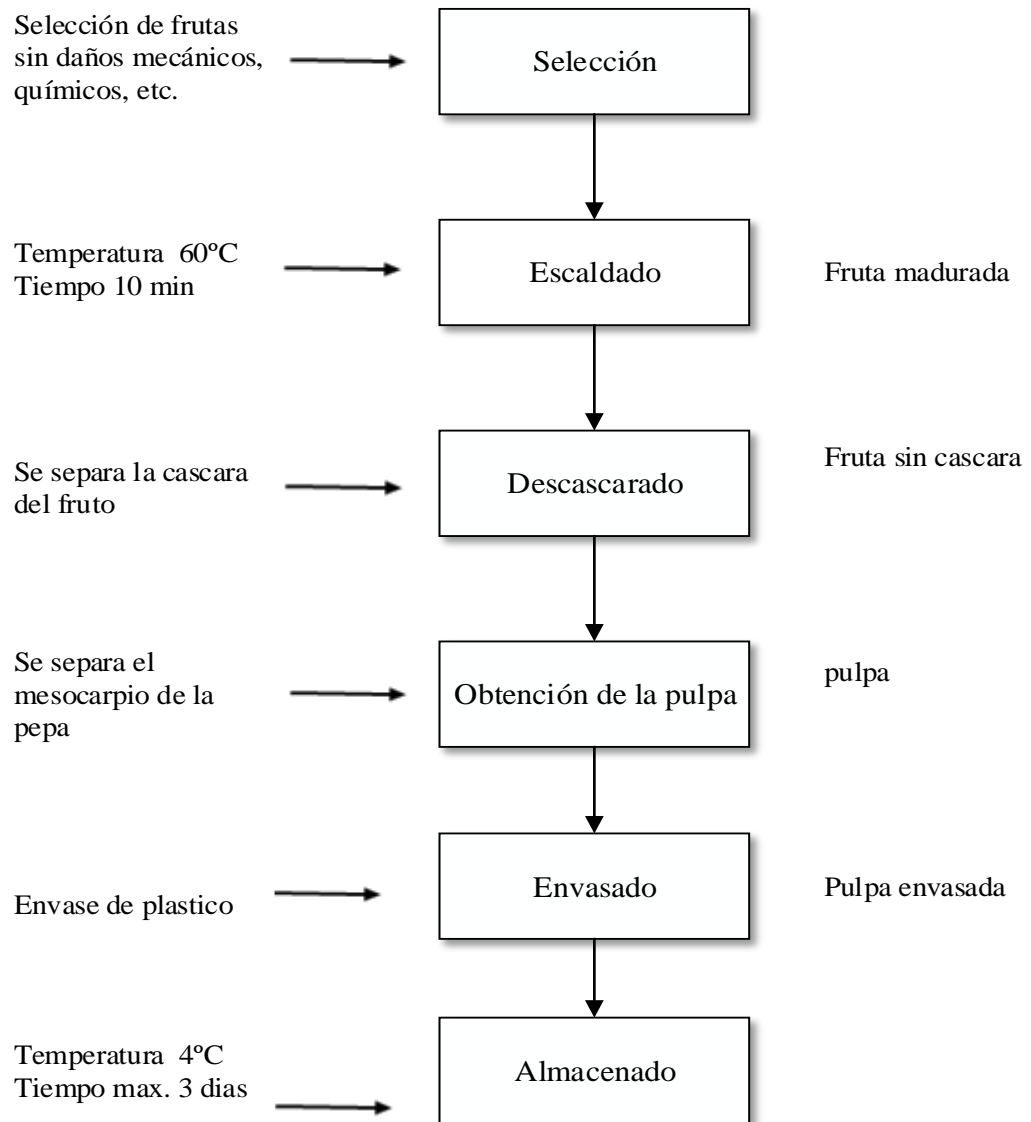 Selección de frutas
sin daños mecánicos,
químicos, etc.
Selección
Temperatura 60ºC
Tiempo 10 min
Escaldado
Fruta madurada
Se separa la cascara
del fruto
Descascarado
Fruta sin cascara
Se separa el
mesocarpio de la
pepa
Obtención de la pulpa
pulpa
Envase de plastico
Envasado
Pulpa envasada
Temperatura 4ºC
Tiempo max. 3 dias
Almacenado